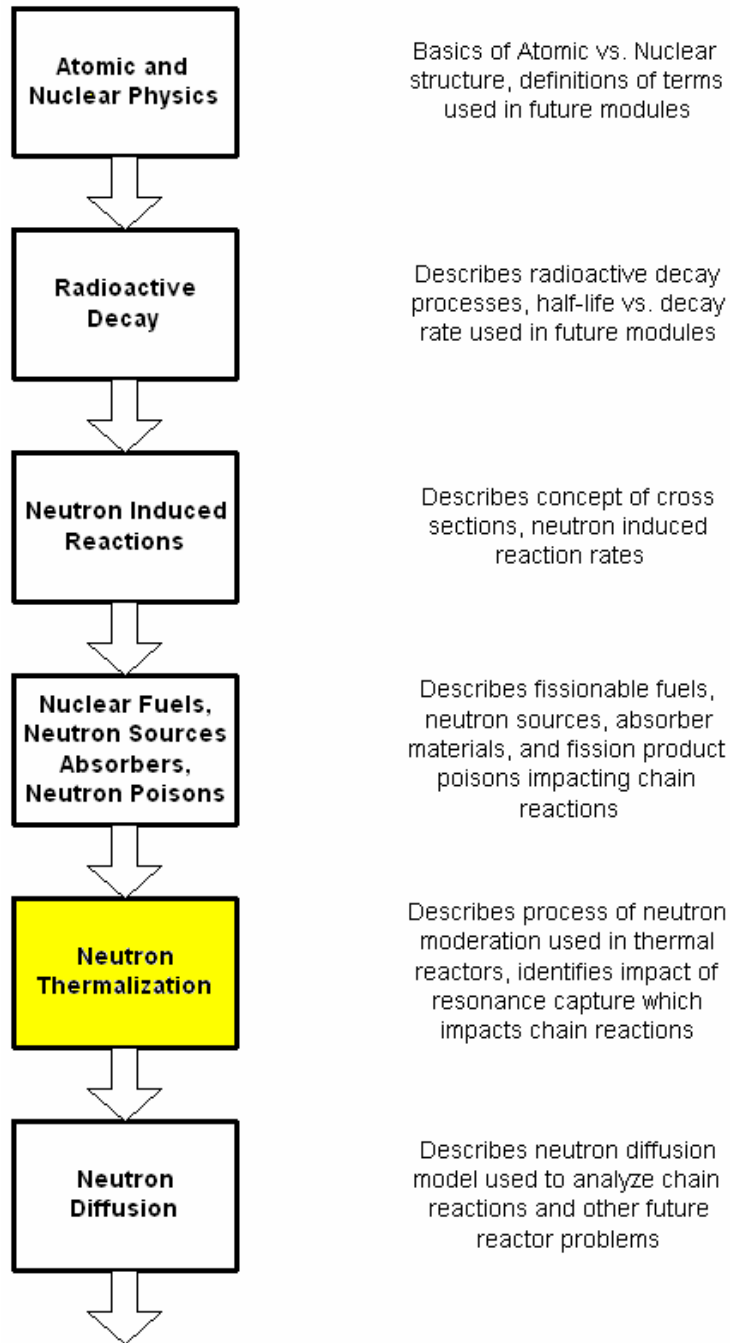 Atomic and
Nuclear Physics
Basics of Atomic vs. Nuclear
structure, definitions of terms
used in future modules
Radioactive
Decay
Describes radioactive decay
processes, half-life vs. decay
rate used in future modules
Neutron Induced
Reactions
Describes concept of cross
sections, neutron induced
reaction rates
Nuclear Fuels,
Neutron Sources
Absorbers,
Neutron Poisons
Describes fissionable fuels,
neutron sources, absorber
materials, and fission product
poisons impacting chain
reactions
Neutron
Thermalization
Describes process of neutron
moderation used in thermal
reactors, identifies impact of
resonance capture which
impacts chain reactions
Neutron
Diffusion
Describes neutron diffusion
model used to analyze chain
reactions and other future
reactor problems